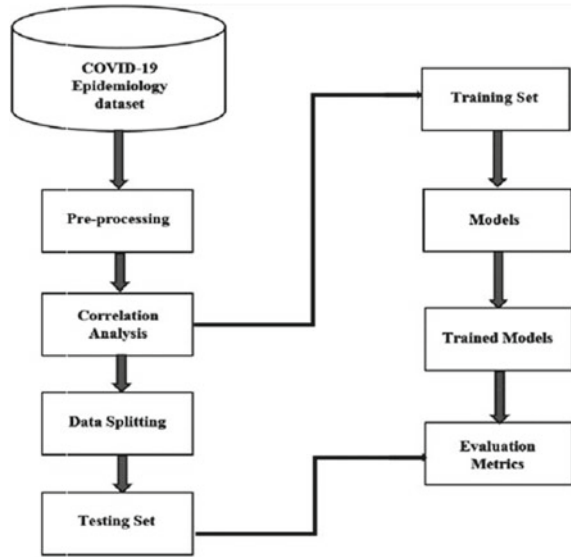 COVID-19
Epidemiology
dataset
Pre-processing
Correlation
Analysis
Data Splitting
Testing Set
Training Set
Models
Trained Models
Evaluation
Metrics